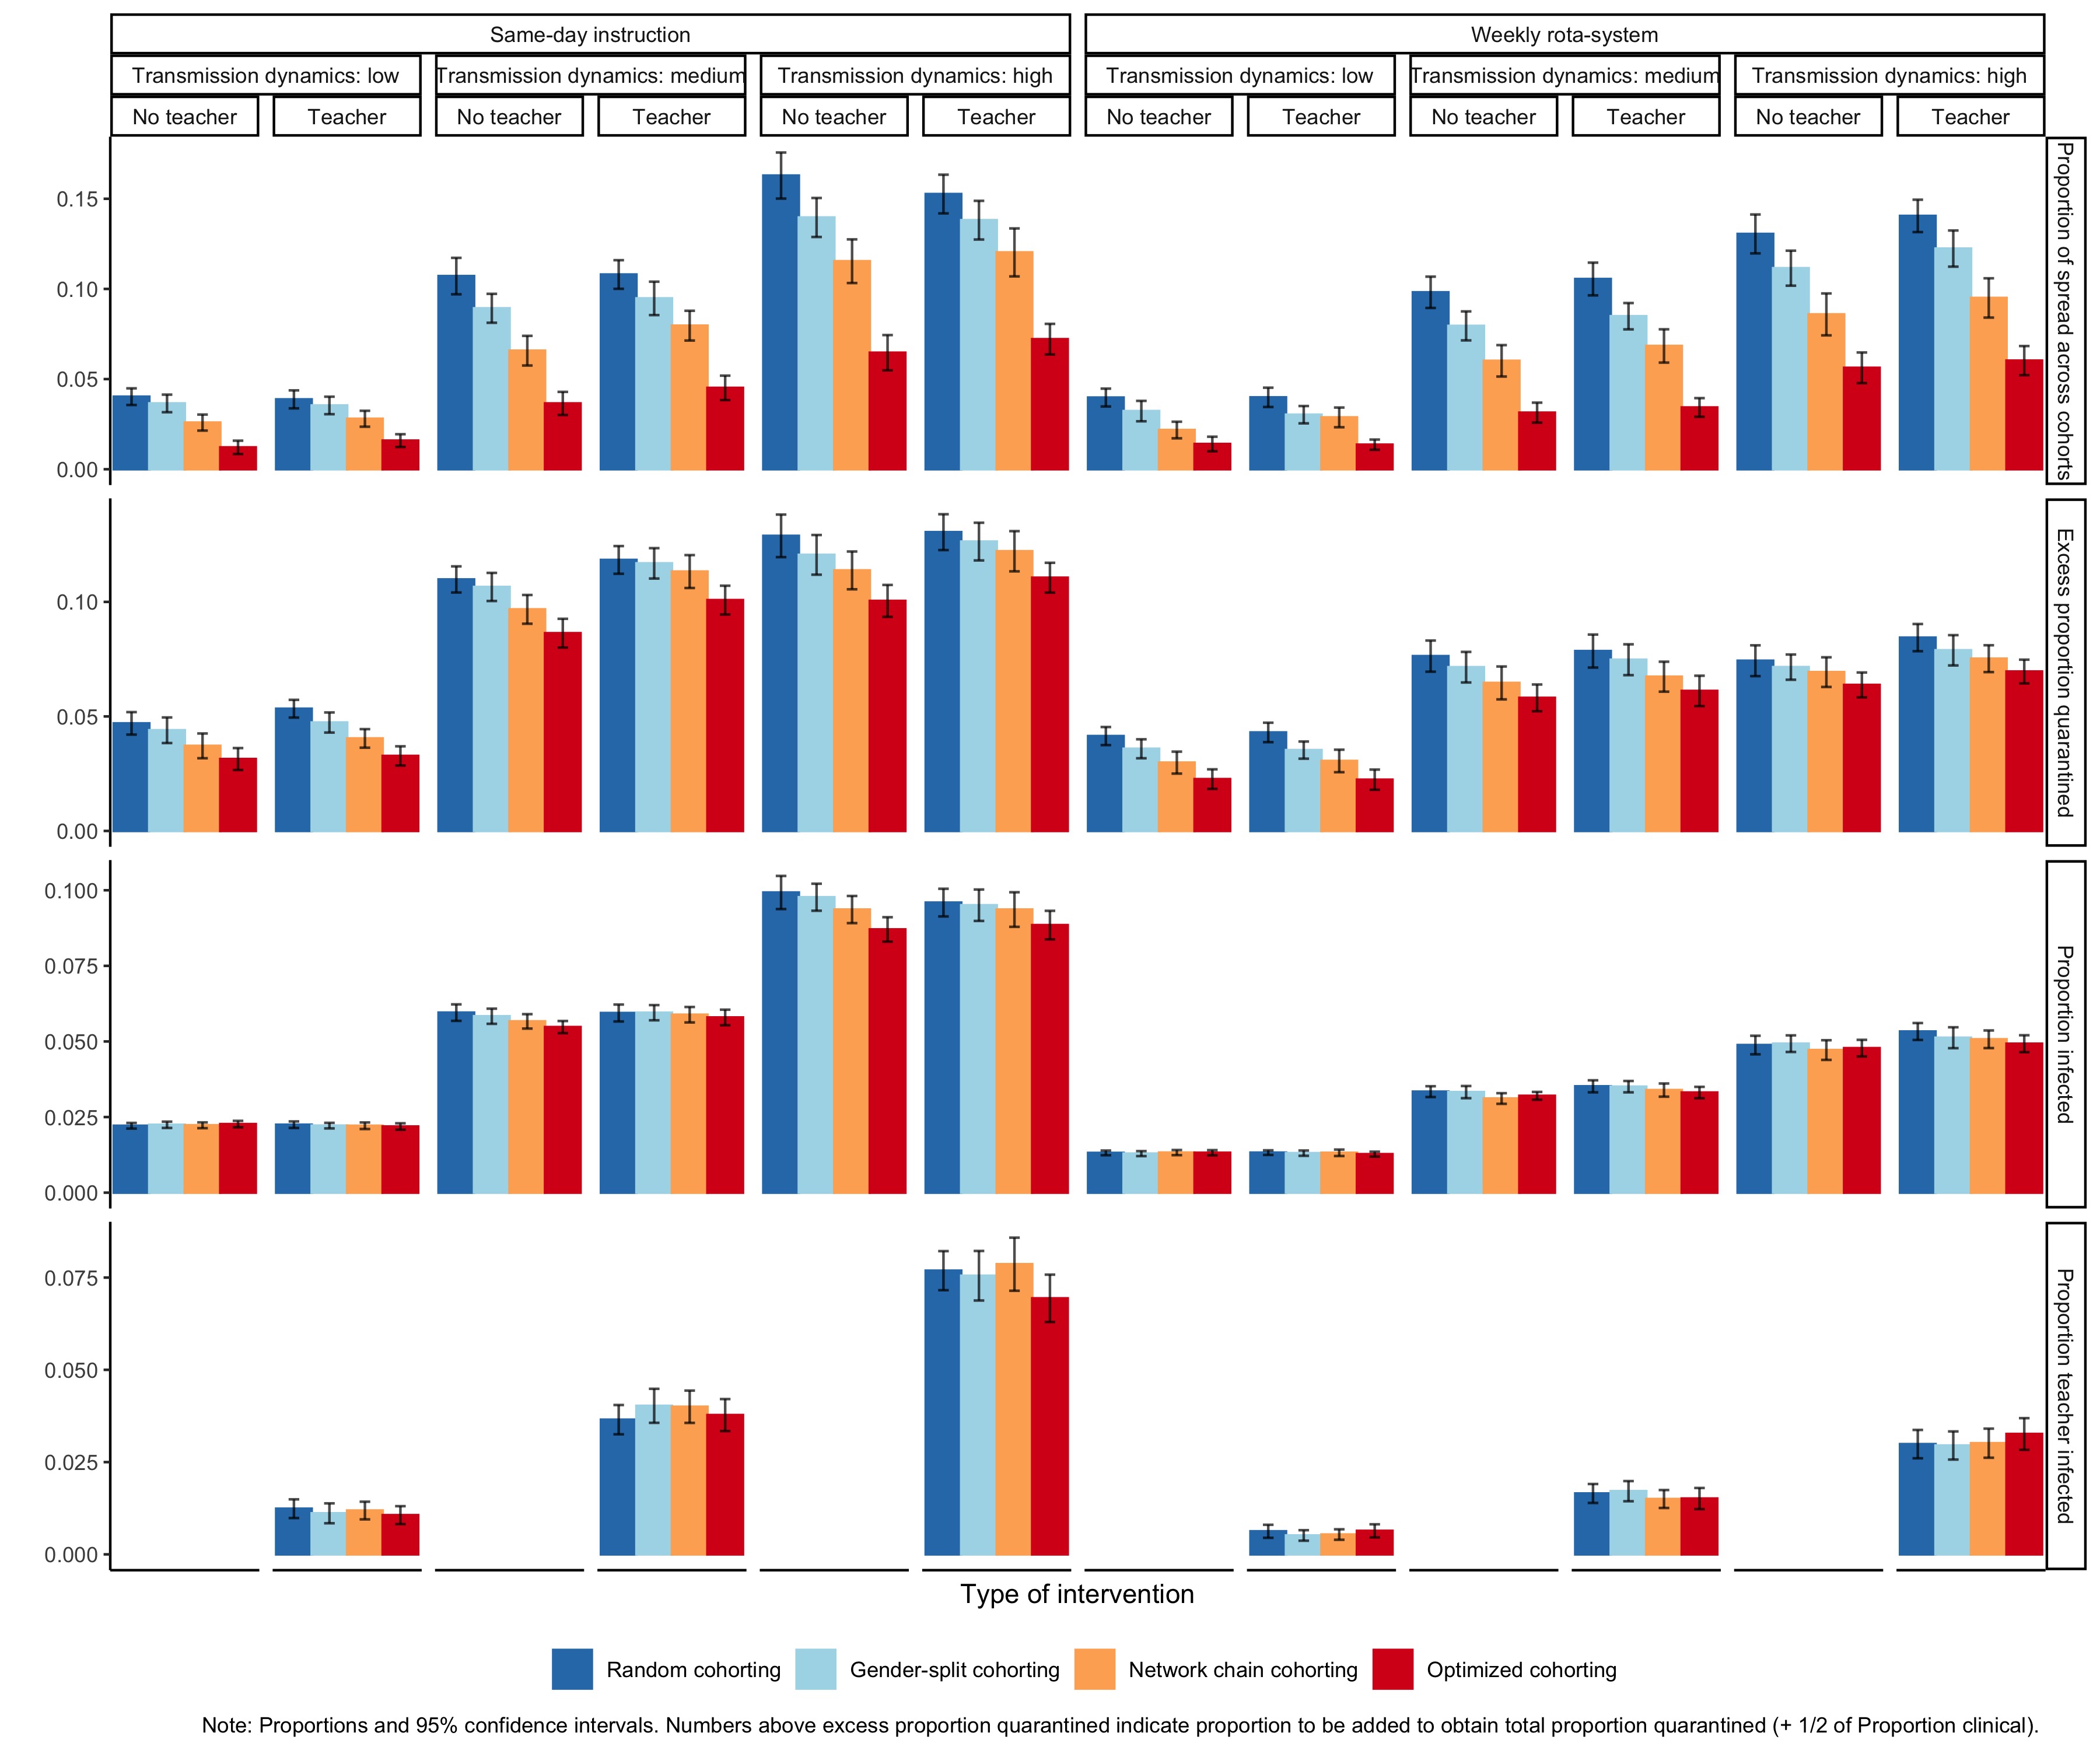 Same-day instruction
Weekly rota-system
Transmission dynamics: low
Transmission dynamics: medium
Transmission dynamics: high
Transmission dynamics: low
Transmission dynamics: medium
Transmission dynamics: high
No teacher
Teacher
No teacher
Teacher
No teacher
Teacher
No teacher
Teacher
No teacher
Teacher
No teacher
Teacher
0.15
0.10
0.05
0.00
Proportion of spread across cohorts
0.10
0.05
0.00
Excess proportion quarantined
0.100
0.075
0.050
0.025
0.000
Proportion infected
0.075
0.050
0.025
0.000
Proportion teacher infected
Type of intervention
Random cohorting
Gender-split cohorting
Network chain cohorting
Optimized cohorting
Note: Proportions and 95% confidence intervals. Numbers above excess proportion quarantined indicate proportion to be added to obtain total proportion quarantined (+ 1/2 of Proportion clinical).